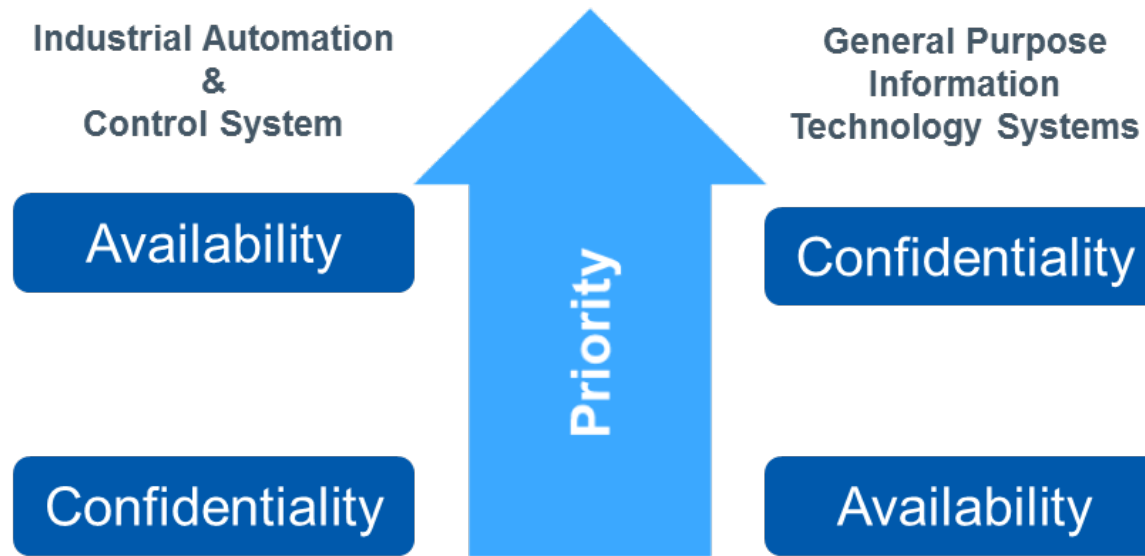 Industrial Automation
&
Control System
Availability
Confidentiality
Priority
General Purpose
Information
Technology Systems
Confidentiality
Availability